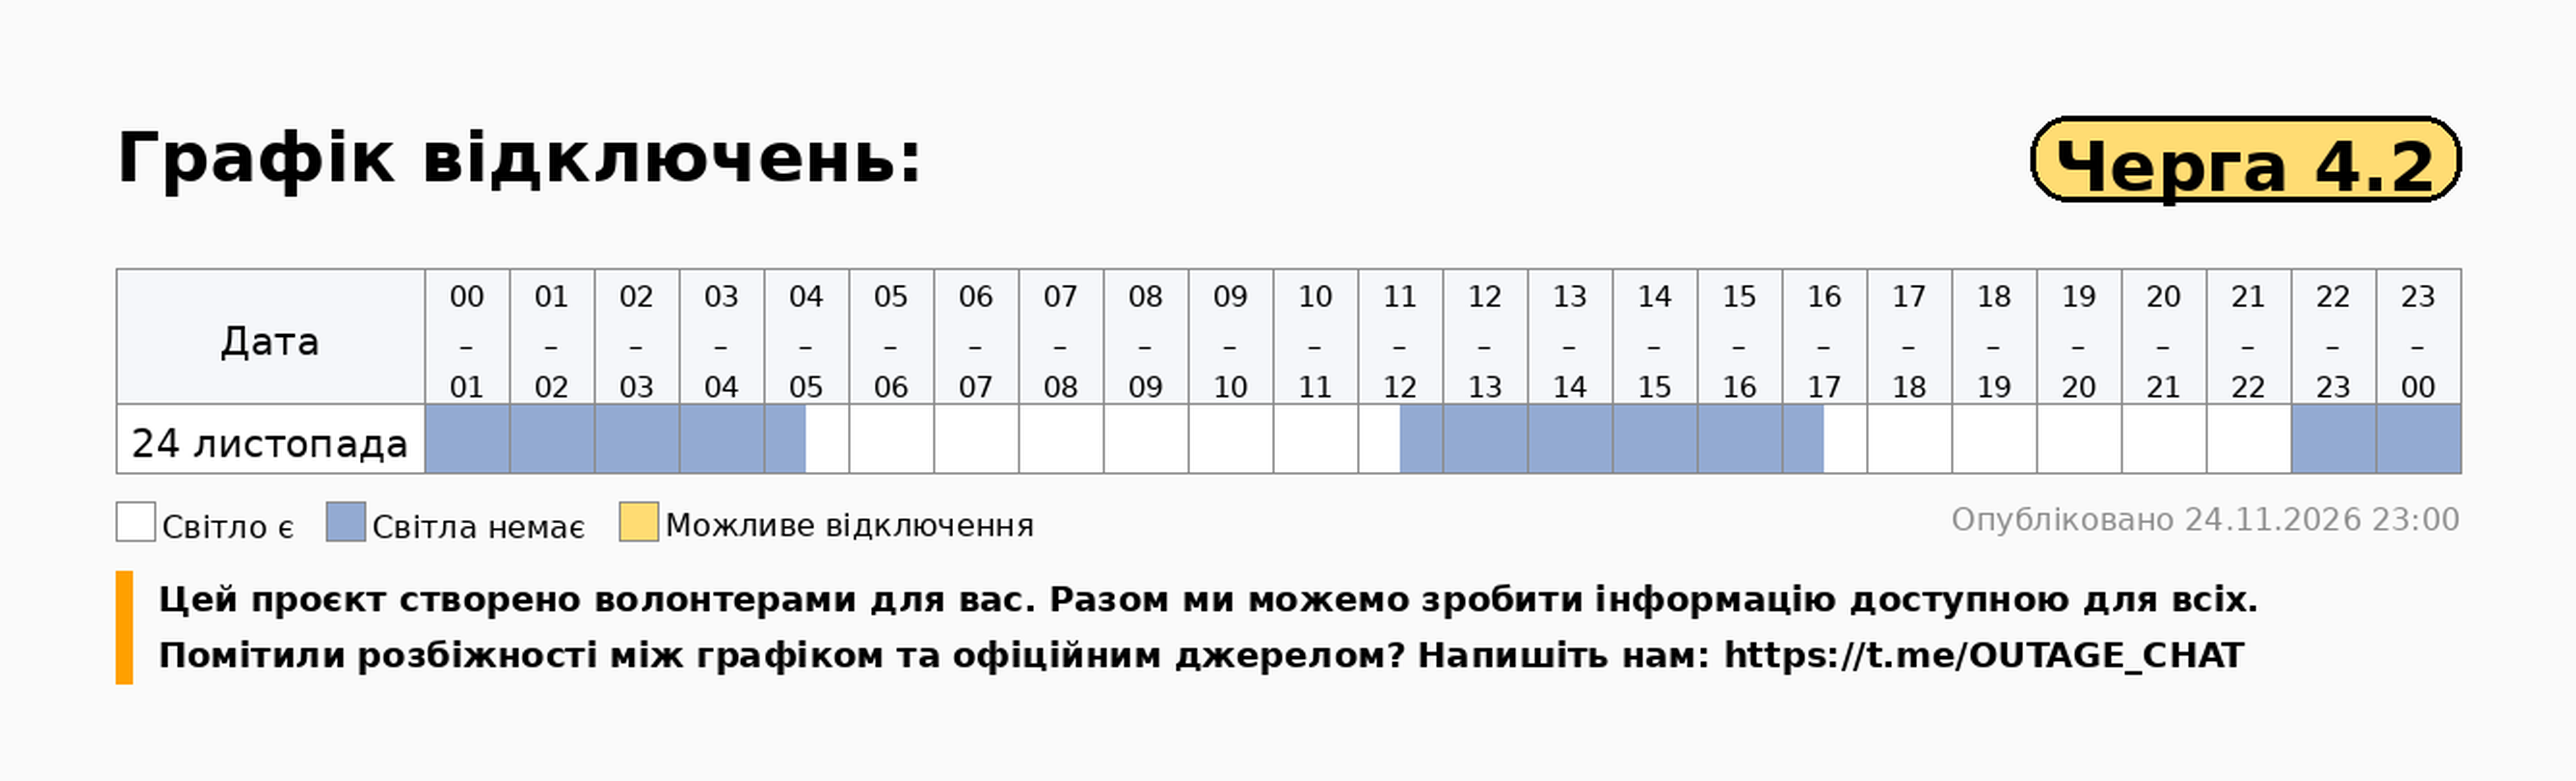 Графік відключень:
Черга 4.2
Дата 00 – 01 01 – 02 02 – 03 03 – 04 04 – 05 05 – 06 06 – 07 07 – 08 08 – 09 09 – 10 10 – 11 11 – 12 12 – 13 13 – 14 14 – 15 15 – 16 16 – 17 17 – 18 18 – 19 19 – 20 20 – 21 21 – 22 22 – 23 23 – 00
24 листопада
Світло є Світла немає Можливе відключення
Опубліковано 24.11.2026 23:00
Цей проєкт створено волонтерами для вас. Разом ми можемо зробити інформацію доступною для всіх.
Помітили розбіжності між графіком та офіційним джерелом? Напишіть нам: https://t.me/OUTAGE_CHAT